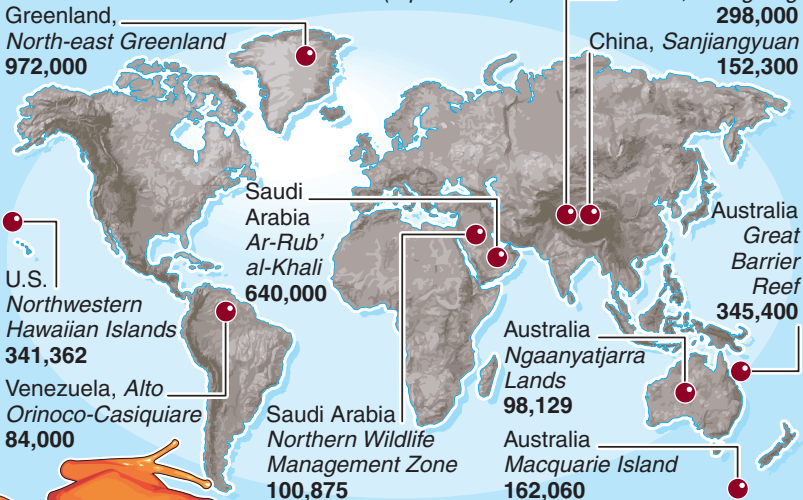 Greenland,
North-east Greenland
972,000
298,000
China, Sanjiangyuan
152,300
Saudi
Arabia
Ar-Rub'
al-Khali
640,000
Australia
Great
Barrier
Reef
345,400
U.S.
Northwestern
Hawaiian Islands
341,362
Australia
Ngaanyatjarra
Lands
98,129
Venezuela, Alto
Orinoco-Casiquiare
84,000
Saudi Arabia
Northern Wildlife
Management Zone
100,875
Australia
Macquarie Island
162,060